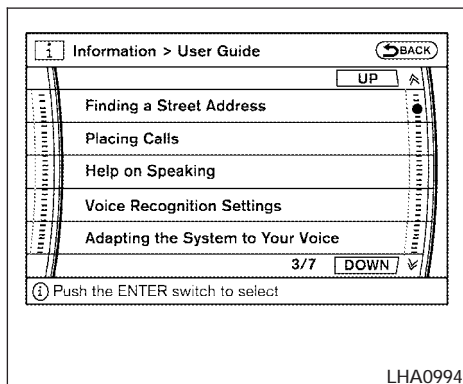 i Information > User Guide BACK
UP
Finding a Street Address
Placing Calls
Help on Speaking
Voice Recognition Settings
Adapting the System to Your Voice
3/7 DOWN
i Push the ENTER switch to select
LHA0994